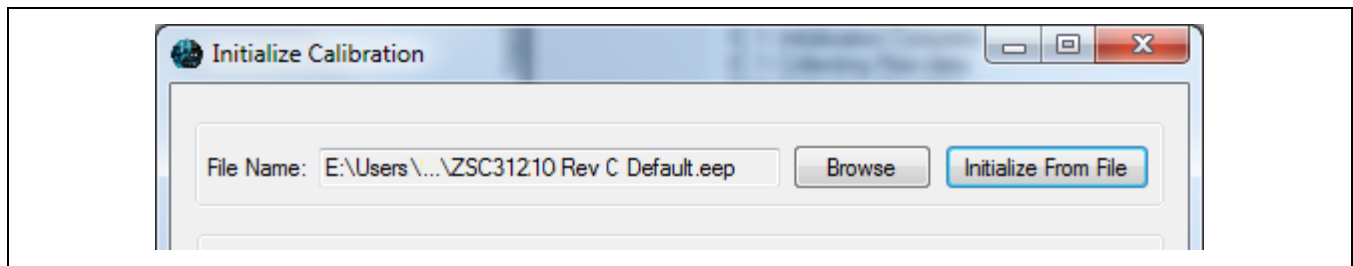 Initialize Calibration
File Name: E:\Users\...\ZSC31210 Rev C Default.eep Browse Initialize From File